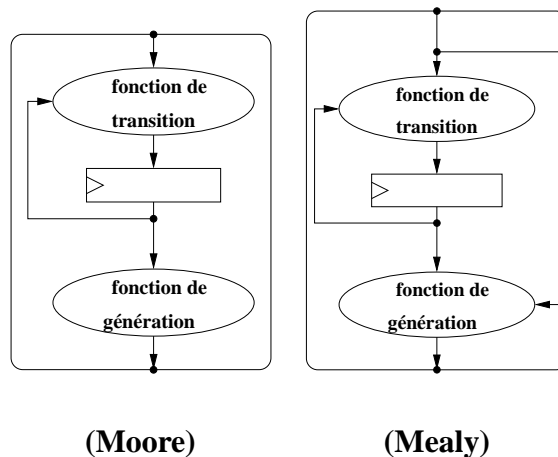 fonction de
transition
fonction de
génération
(Moore)
fonction de
transition
fonction de
génération
(Mealy)